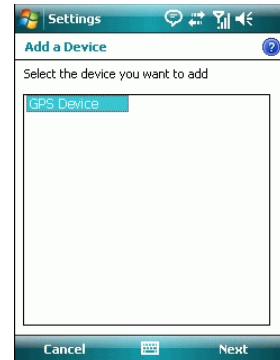 Settings
Add a Device
Select the device you want to add
GPS Device
Cancel Next